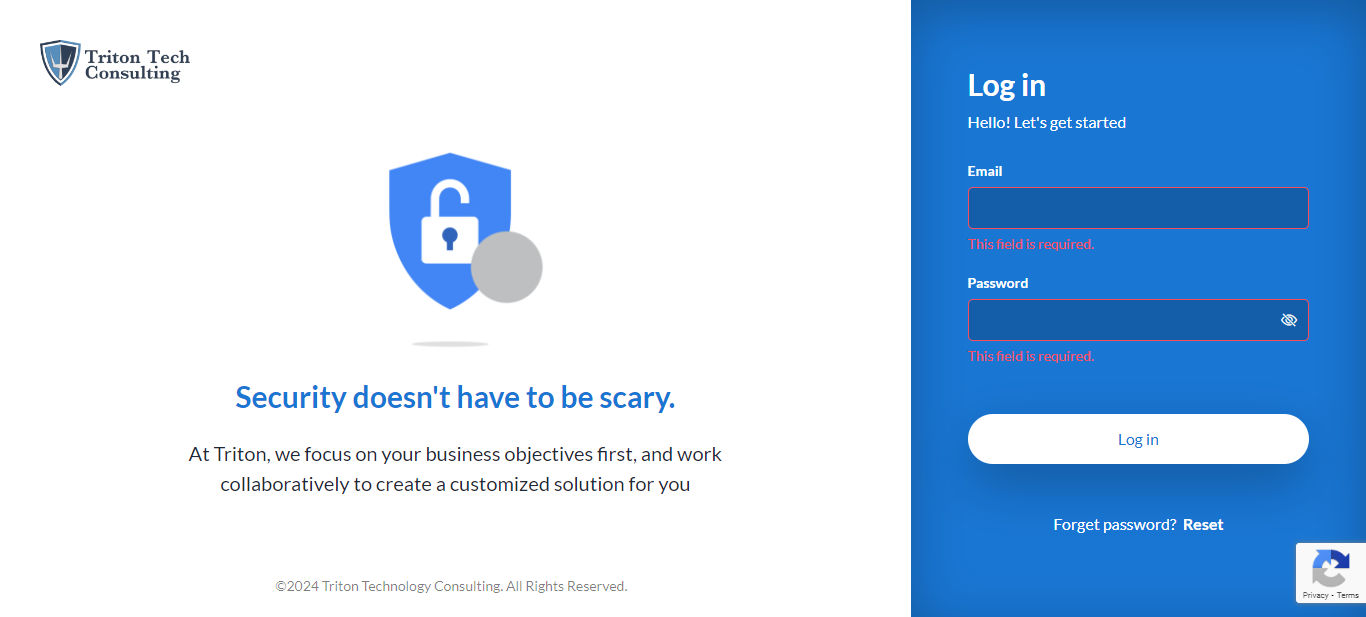 Triton Tech
Consulting
Security doesn't have to be scary.
At Triton, we focus on your business objectives first, and work
collaboratively to create a customized solution for you
©2024 Triton Technology Consulting. All Rights Reserved.
Log in
Hello! Let's get started
Email
This field is required.
Password
This field is required.
Log in
Forget password? Reset
Privacy - Terms